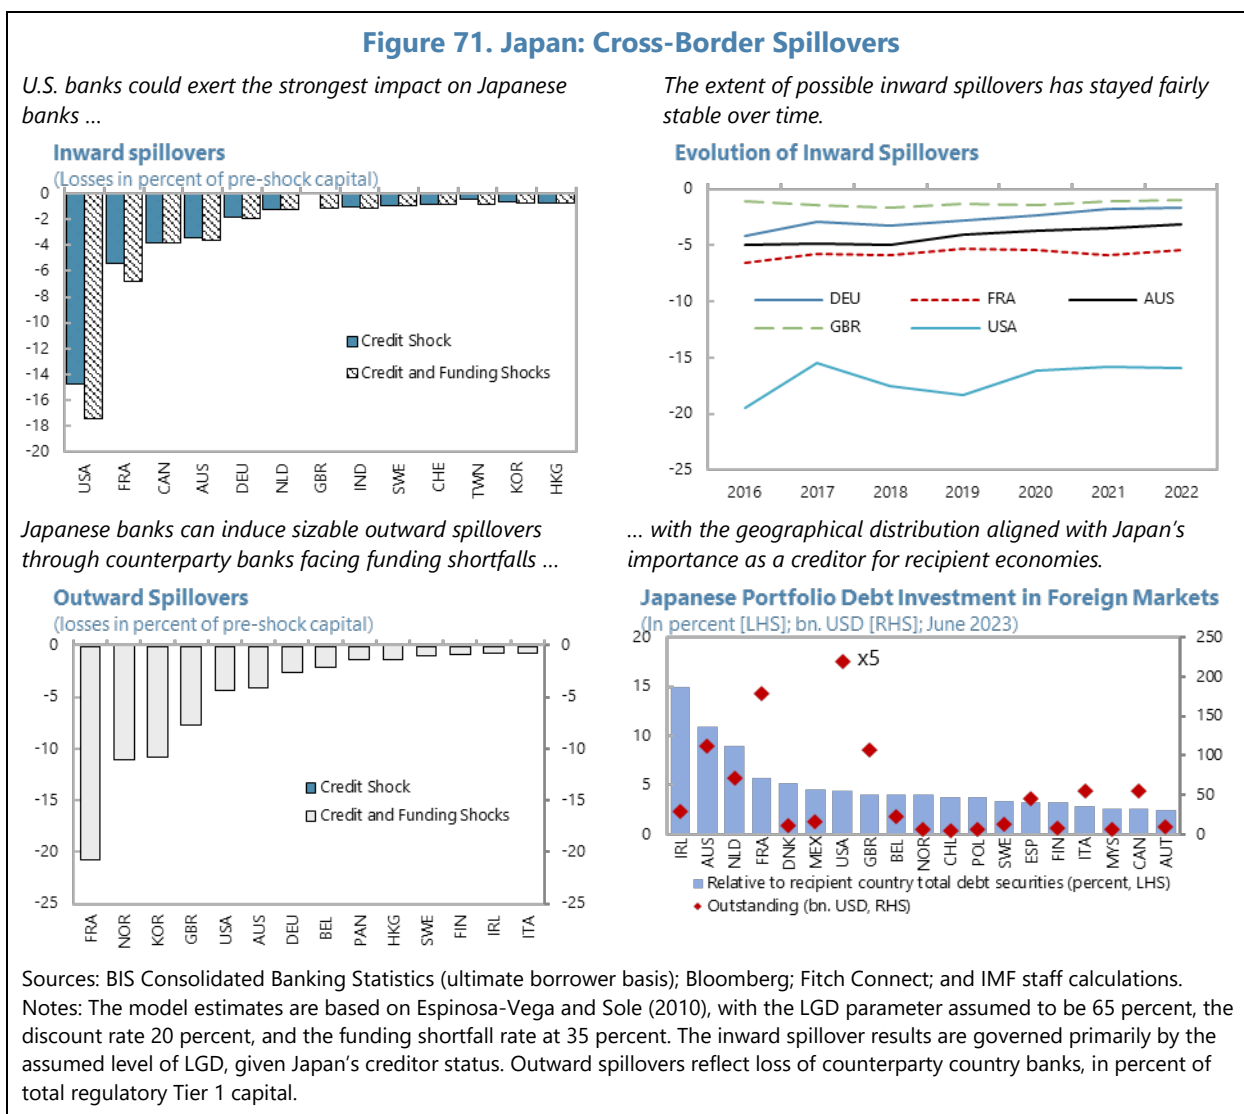 Figure 71. Japan: Cross-Border Spillovers
U.S. banks could exert the strongest impact on Japanese
banks …
Inward spillovers
(Losses in percent of pre-shock capital)
0
-2
-4
-6
-8
-10
-12
-14
-16
-18
-20
Credit Shock
Credit and Funding Shocks
USA
FRA
CAN
AUS
DEU
NLD
GBR
IND
SWE
CHE
TWN
KOR
HKG
The extent of possible inward spillovers has stayed fairly
stable over time.
Evolution of Inward Spillovers
0
-5
-10
-15
-20
-25
DEU FRA AUS
GBR USA
2016 2017 2018 2019 2020 2021 2022
Japanese banks can induce sizable outward spillovers
through counterparty banks facing funding shortfalls …
Outward Spillovers
(losses in percent of pre-shock capital)
0 0
-5 -5
-10 -10
-15 -15
-20 -20
-25 -25
Credit Shock
Credit and Funding Shocks
FRA
NOR
KOR
GBR
USA
AUS
DEU
BEL
PAN
HKG
SWE
FIN
IRL
ITA
… with the geographical distribution aligned with Japan's
importance as a creditor for recipient economies.
Japanese Portfolio Debt Investment in Foreign Markets
(In percent [LHS]; bn. USD [RHS]; June 2023)
20
15
10
5
0
250
200
150
100
50
0
x5
IRL
AUS
NLD
FRA
DNK
MEX
USA
GBR
BEL
NOR
CHL
POL
SWE
ESP
FIN
ITA
MYS
CAN
AUT
Relative to recipient country total debt securities (percent, LHS)
Outstanding (bn. USD, RHS)
Sources: BIS Consolidated Banking Statistics (ultimate borrower basis); Bloomberg; Fitch Connect; and IMF staff calculations.
Notes: The model estimates are based on Espinosa-Vega and Sole (2010), with the LGD parameter assumed to be 65 percent, the
discount rate 20 percent, and the funding shortfall rate at 35 percent. The inward spillover results are governed primarily by the
assumed level of LGD, given Japan's creditor status. Outward spillovers reflect loss of counterparty country banks, in percent of
total regulatory Tier 1 capital.